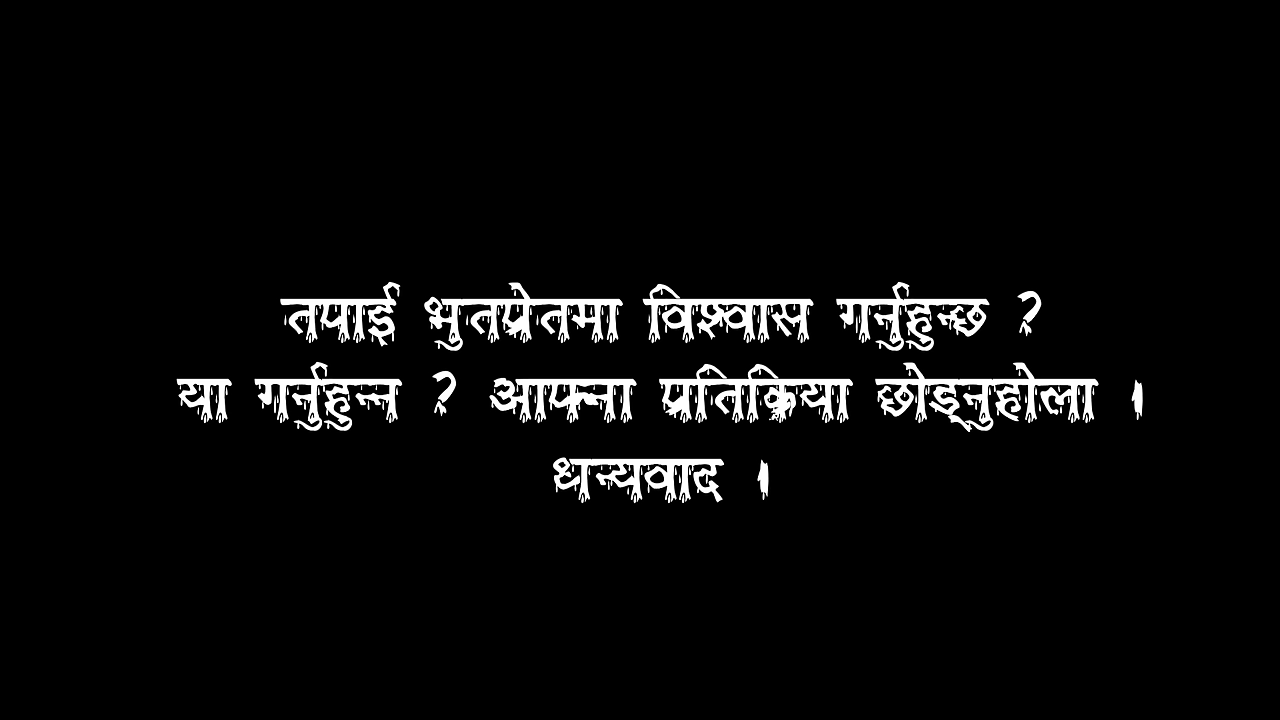 तपाई भुतप्रेतमा विश्वास गर्नुहुन्छ ?
या गर्नुहुन्न ? आफ्ना प्रतिक्रिया छोड्नुहोला ।
धन्यवाद ।